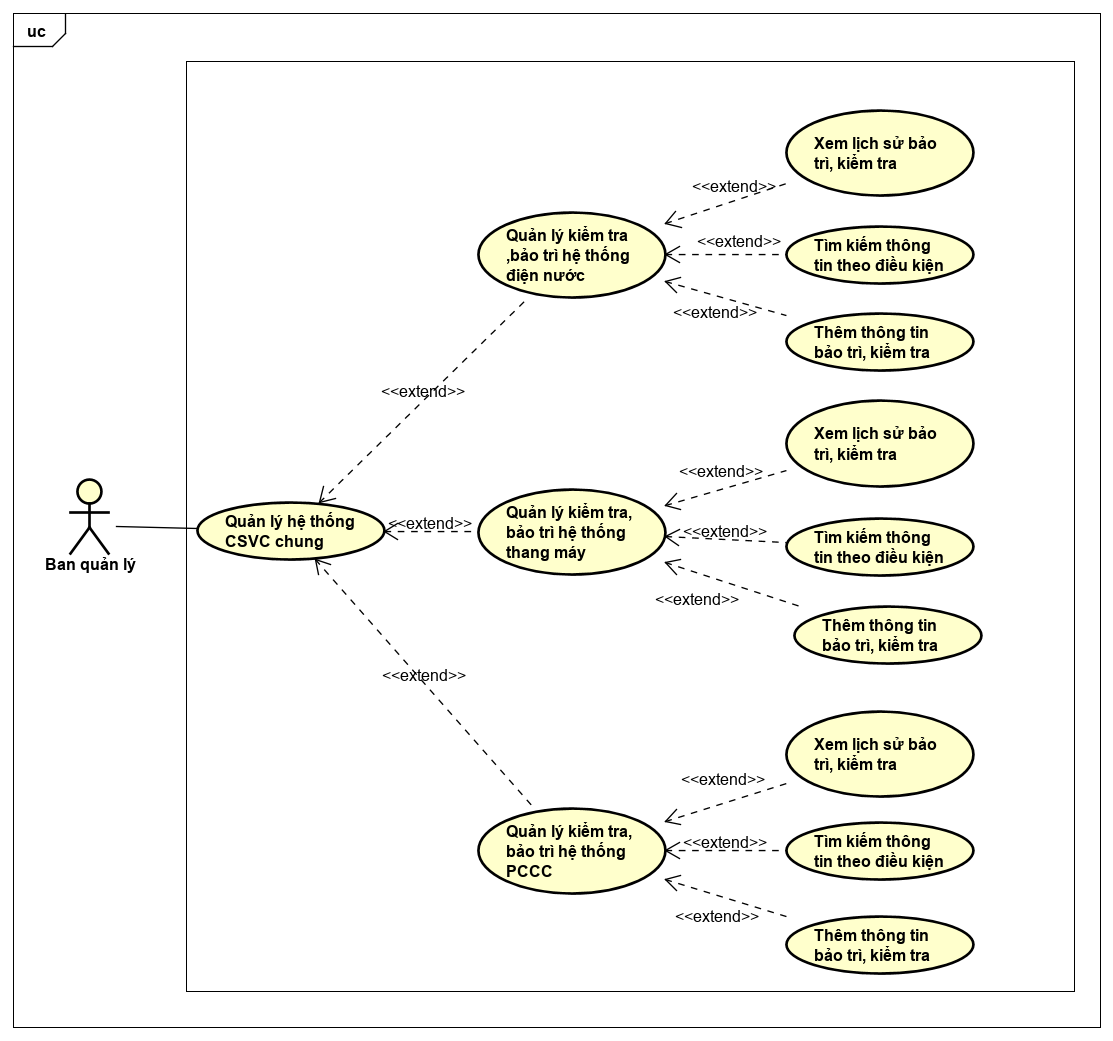 uc
Xem lịch sử bảo
trì, kiểm tra
<<extend>>
Quản lý kiểm tra
,bảo trì hệ thống
điện nước
<<extend>>
Tìm kiếm thông
tin theo điều kiện
<<extend>>
Thêm thông tin
bảo trì, kiểm tra
<<extend>>
Xem lịch sử bảo
trì, kiểm tra
<<extend>>
Ban quản lý
Quản lý hệ thống
CSVC chung
<<extend>>
Quản lý kiểm tra,
bảo trì hệ thống
thang máy
<<extend>>
Tìm kiếm thông
tin theo điều kiện
<<extend>>
Thêm thông tin
bảo trì, kiểm tra
<<extend>>
Xem lịch sử bảo
trì, kiểm tra
<<extend>>
Quản lý kiểm tra,
bảo trì hệ thống
PCCC
<<extend>>
Tìm kiếm thông
tin theo điều kiện
<<extend>>
Thêm thông tin
bảo trì, kiểm tra